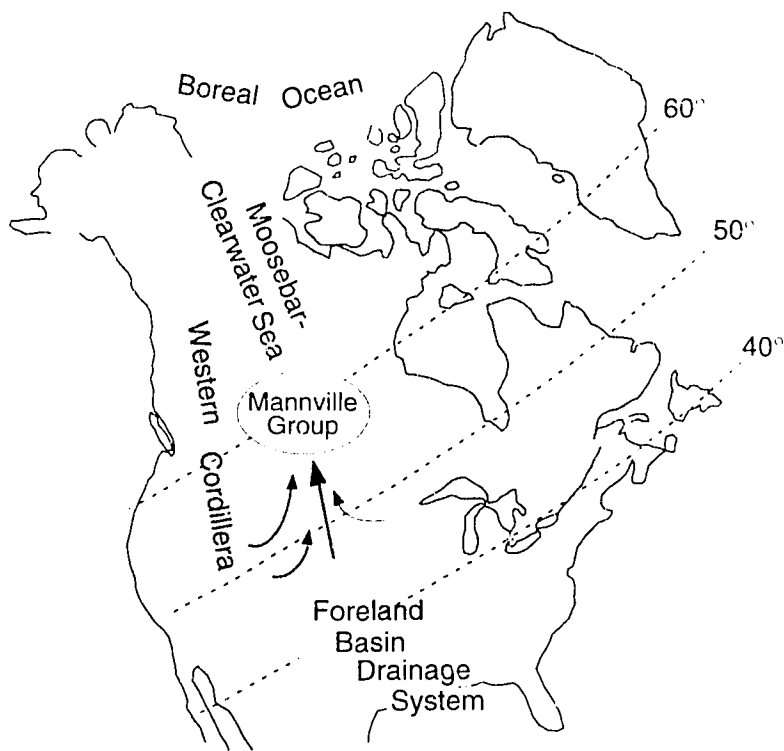 Boreal Ocean
60°
Moosebar-
Clearwater Sea
50°
40°
Western Cordillera
Mannville
Group
Foreland
Basin
Drainage
System